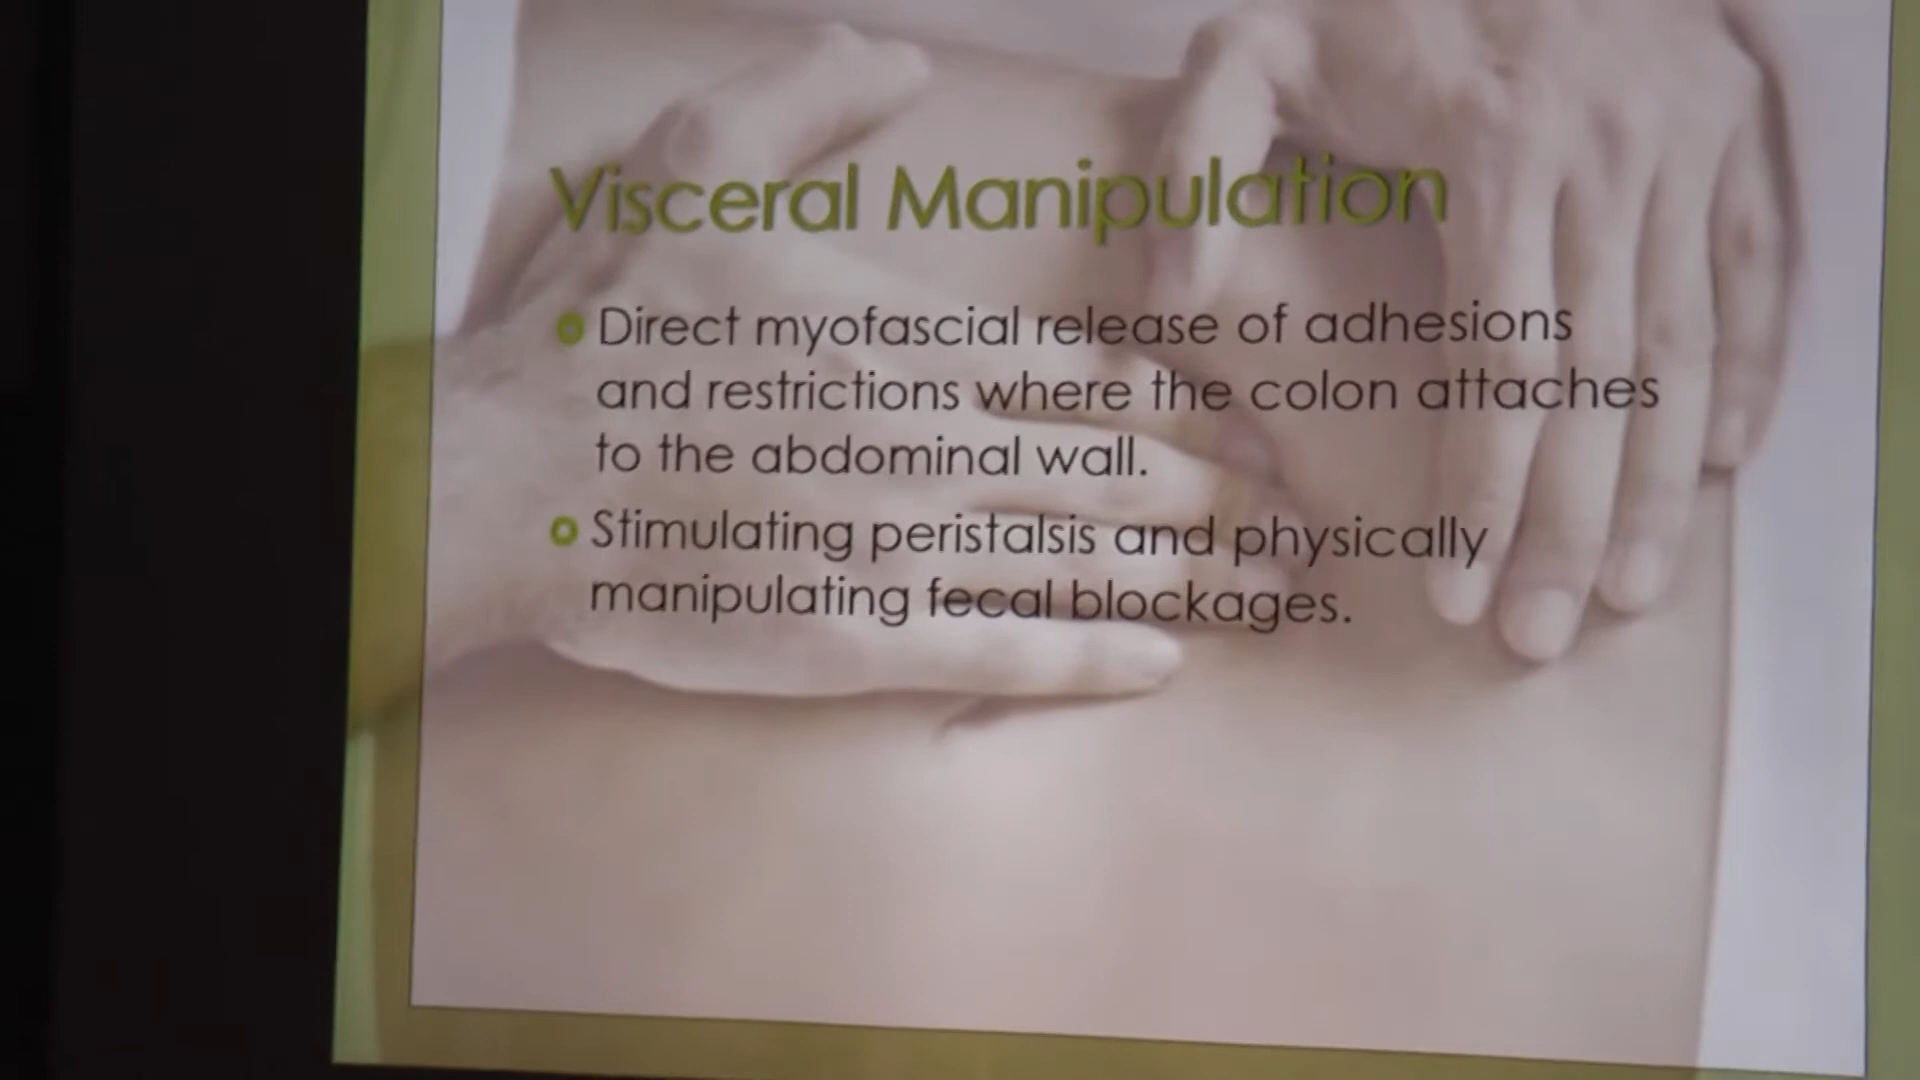 Visceral Manipulation
Direct myofascial release of adhesions
and restrictions where the colon attaches
to the abdominal wall.
Stimulating peristalsis and physically
manipulating fecal blockages.